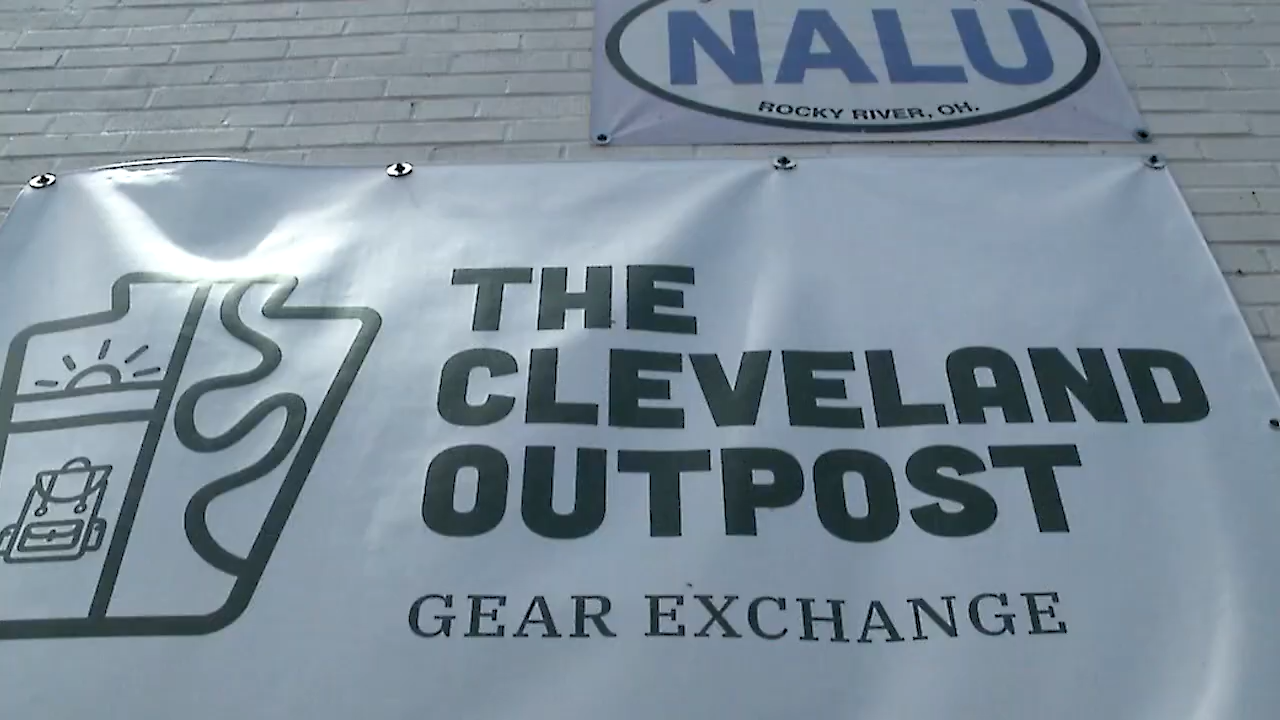 NALU
ROCKY RIVER, OH.
THE
CLEVELAND
OUTPOST
GEAR EXCHANGE